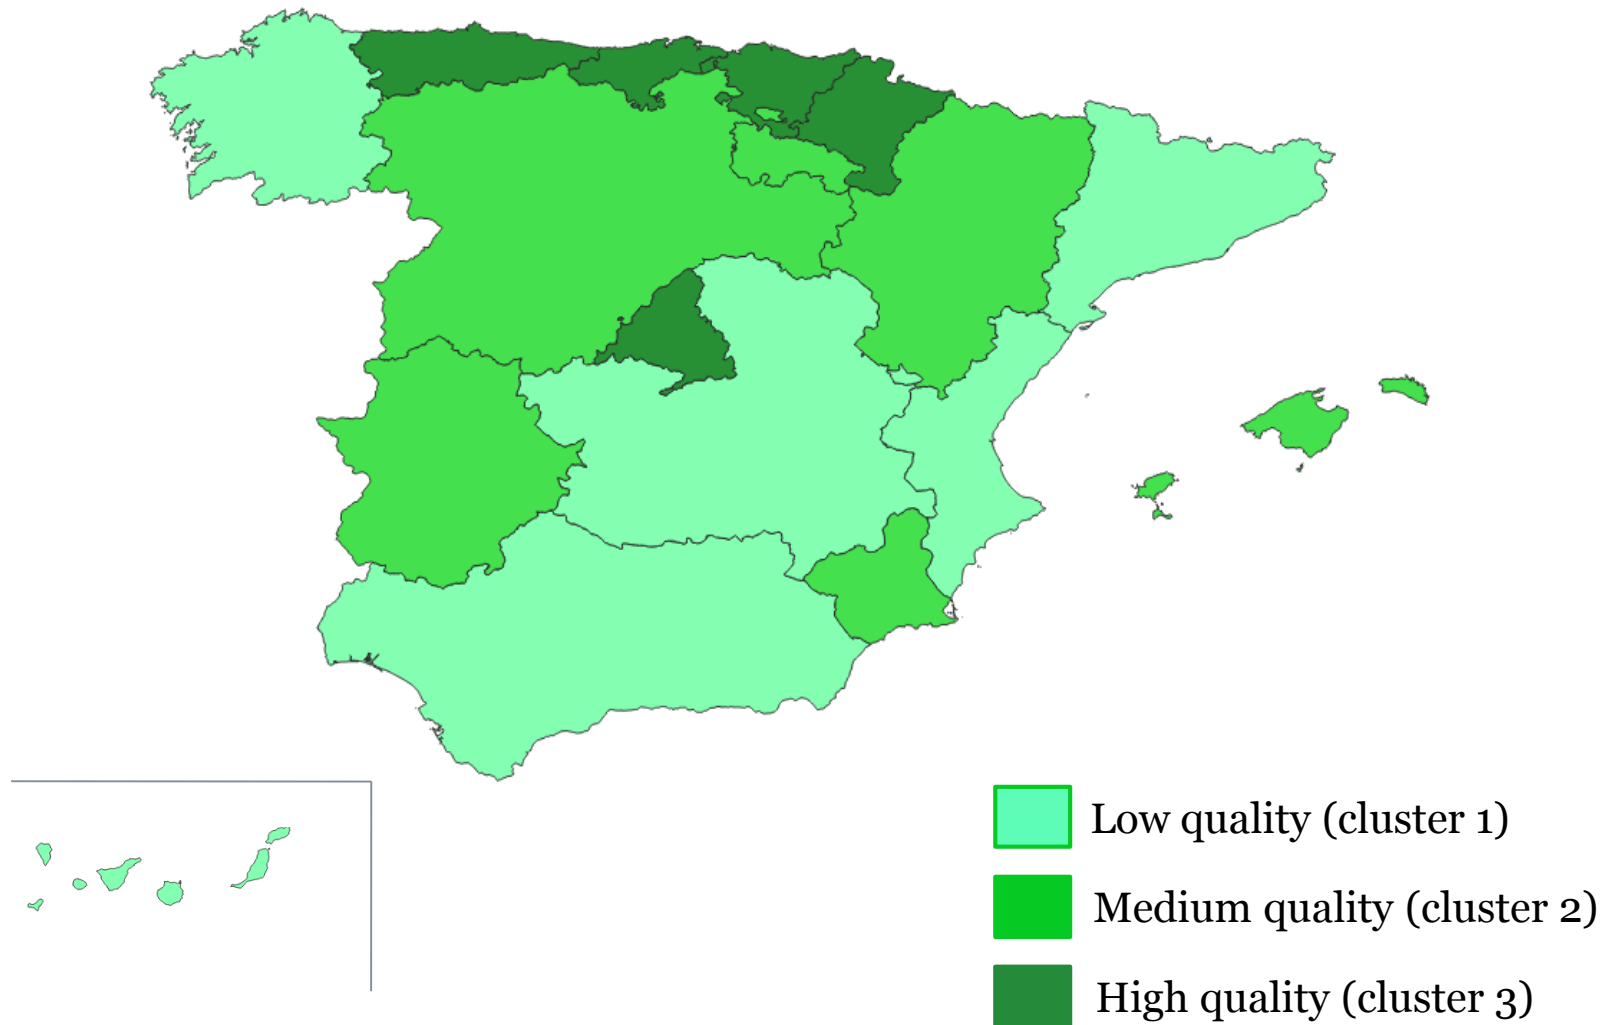 Low quality (cluster 1)
Medium quality (cluster 2)
High quality (cluster 3)